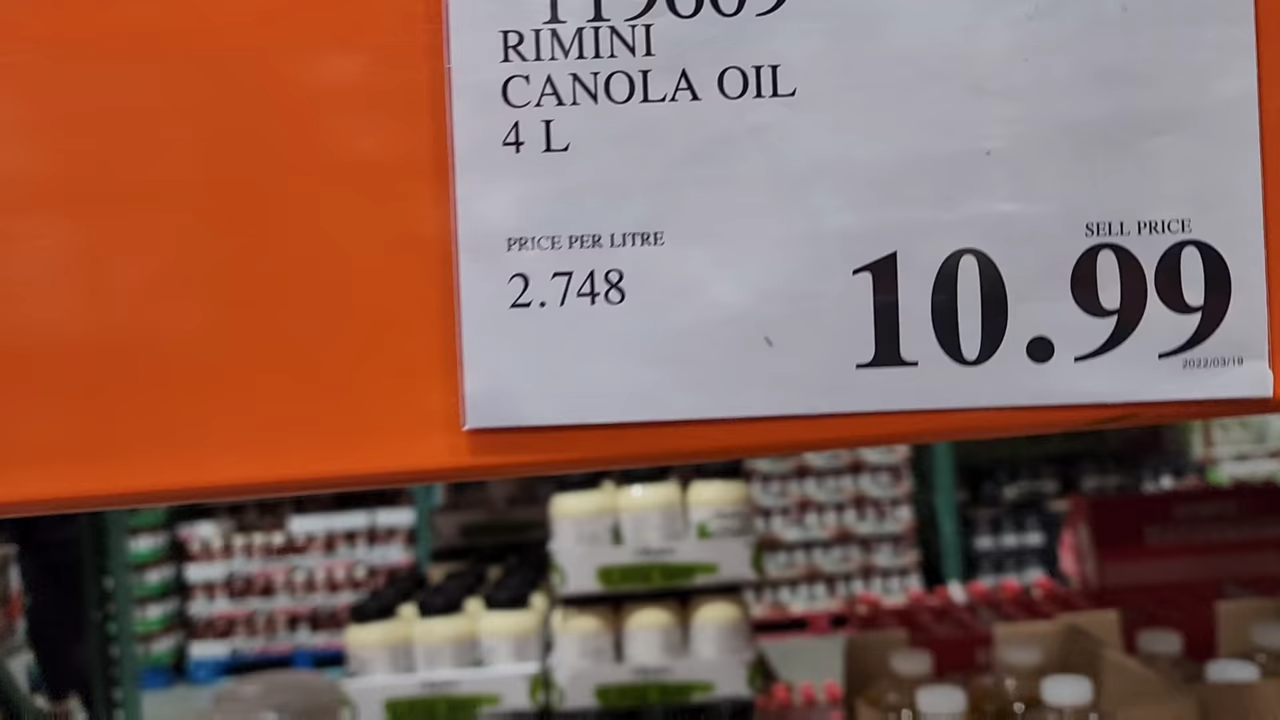 RIMINI
CANOLA OIL
4 L
PRICE PER LITRE
2.748
SELL PRICE
10.99
2022/03/19